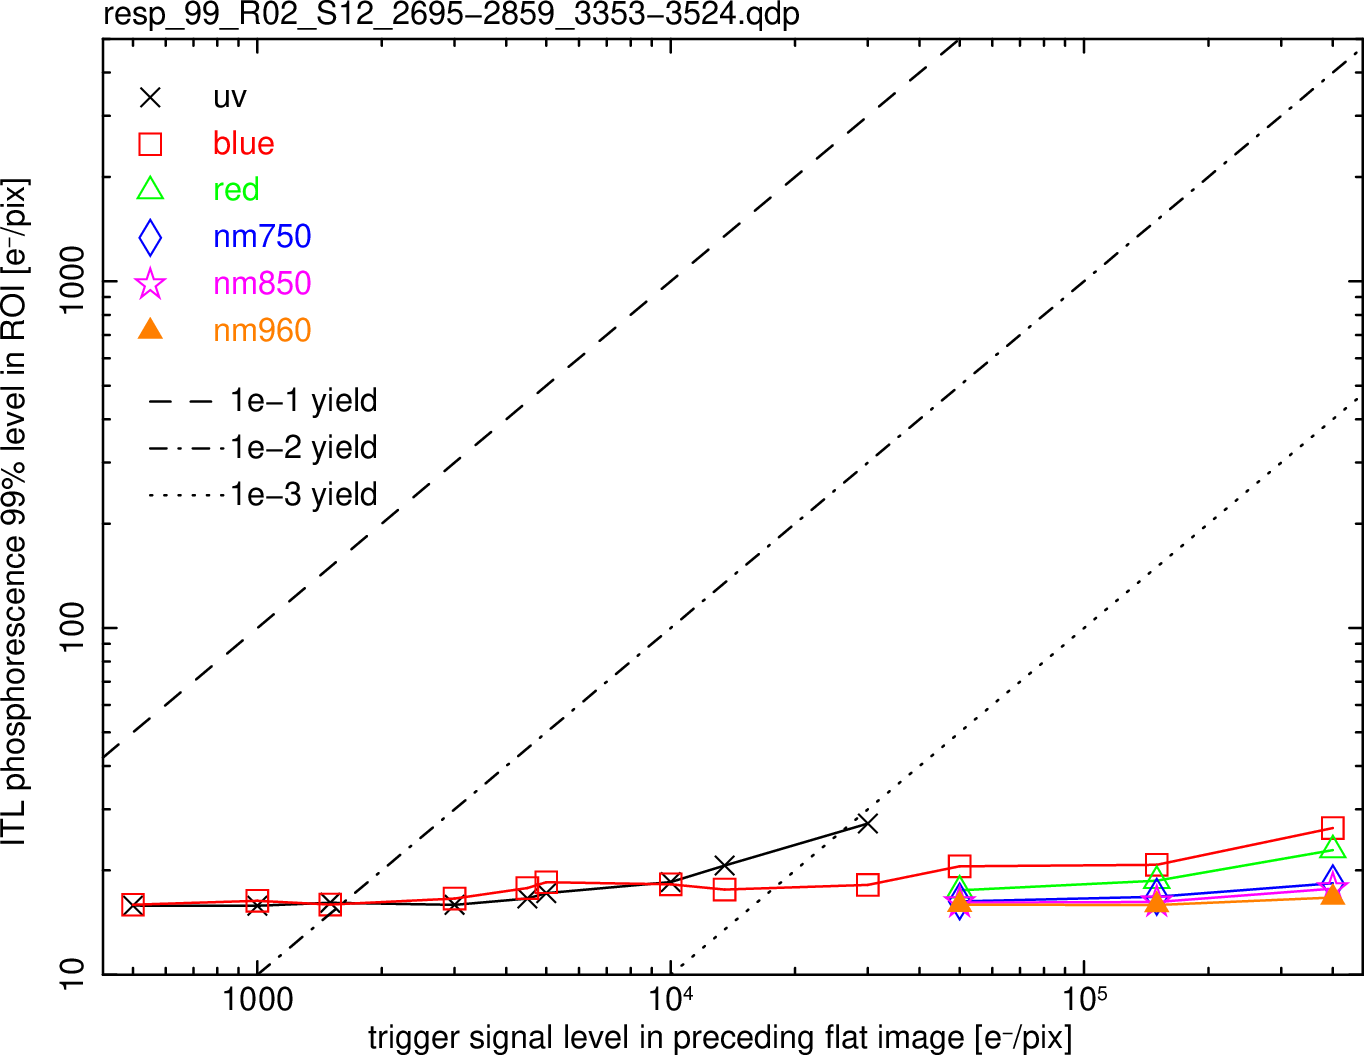 resp_99_R02_S12_2695−2859_3353−3524.qdp
uv
blue
red
nm750
nm850
nm960
1e−1 yield
1e−2 yield
1e−3 yield
ITL phosphorescence 99% level in ROI [e⁻/pix]
1000
100
10
1000
10⁴
10⁵
trigger signal level in preceding flat image [e⁻/pix]